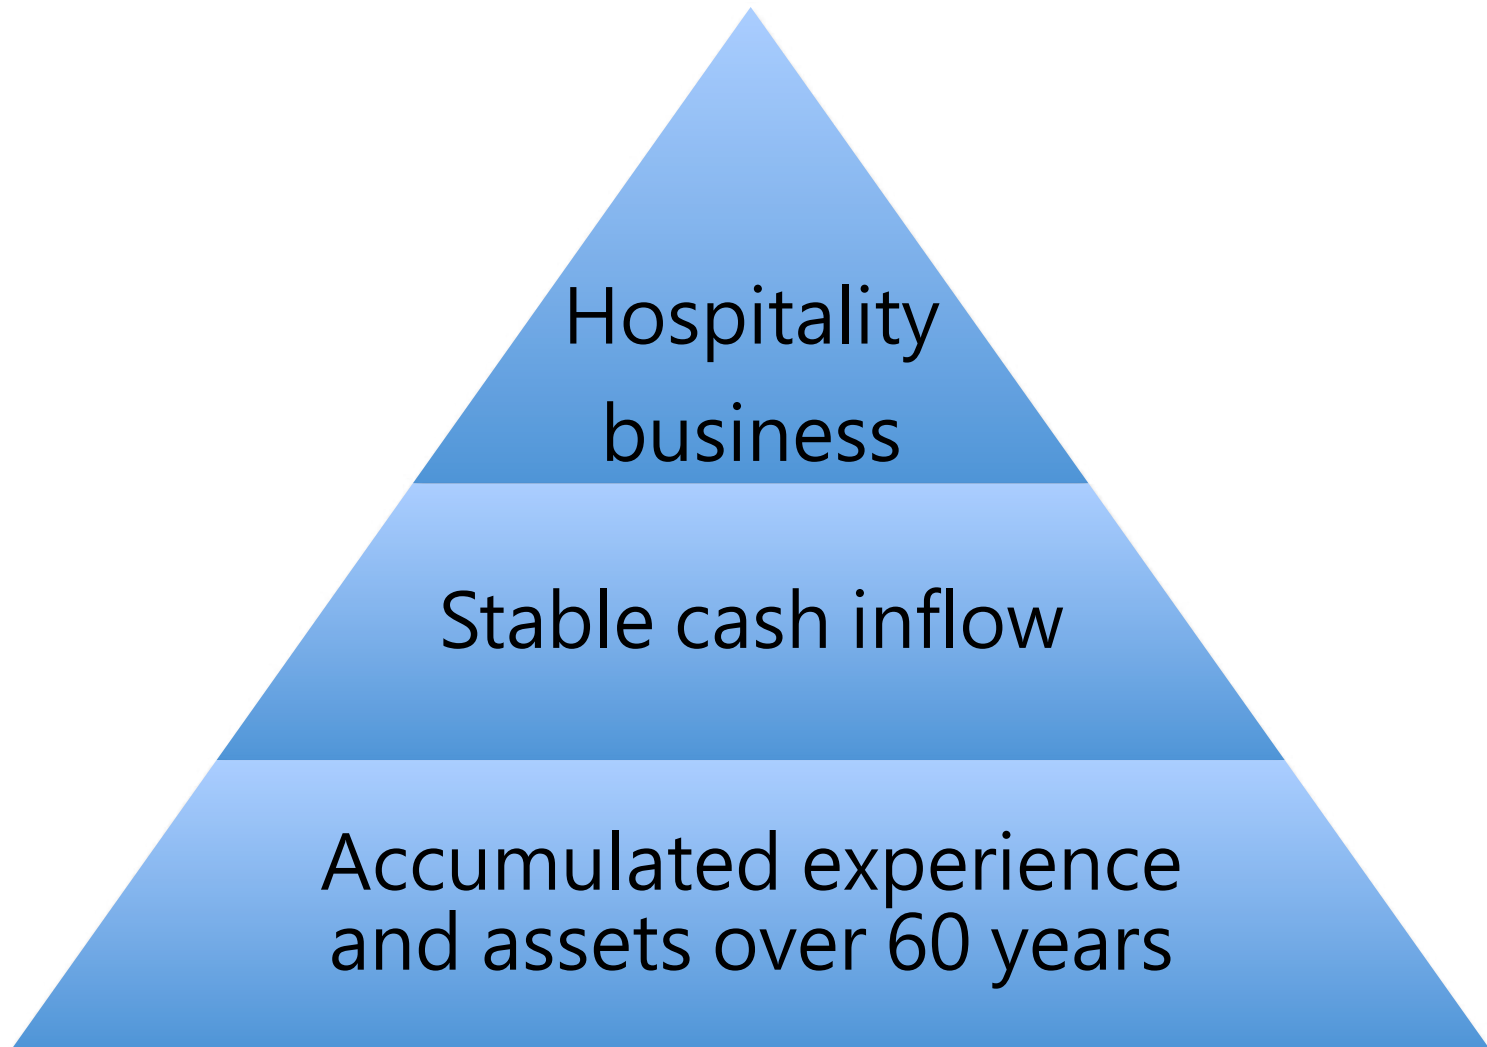 Hospitality
business
Stable cash inflow
Accumulated experience
and assets over 60 years